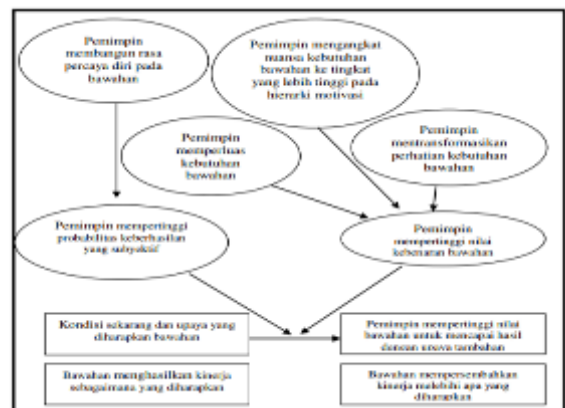 Pemimpin
membangun rasa
percaya diri pada
bawahan
Pemimpin mengangkat
nuansa kebutuhan
bawahan ke tingkat
yang lebih tinggi pada
hierarki motivasi
Pemimpin
memperluas
kebutuhan
bawahan
Pemimpin
mentransformasikan
perhatian kebutuhan
bawahan
Pemimpin mempertinggi
probabilitas keberhasilan
yang subyektif
Pemimpin
mempertinggi nilai
kebenaran bawahan
Kondisi sekarang dan upaya yang
diharapkan bawahan
Pemimpin mempertinggi nilai
bawahan untuk mencapai hasil
dengan upaya tambahan
Bawahan menghasilkan kinerja
sebagaimana yang diharapkan
Bawahan mempersembahkan
kinerja melebihi apa yang
diharapkan